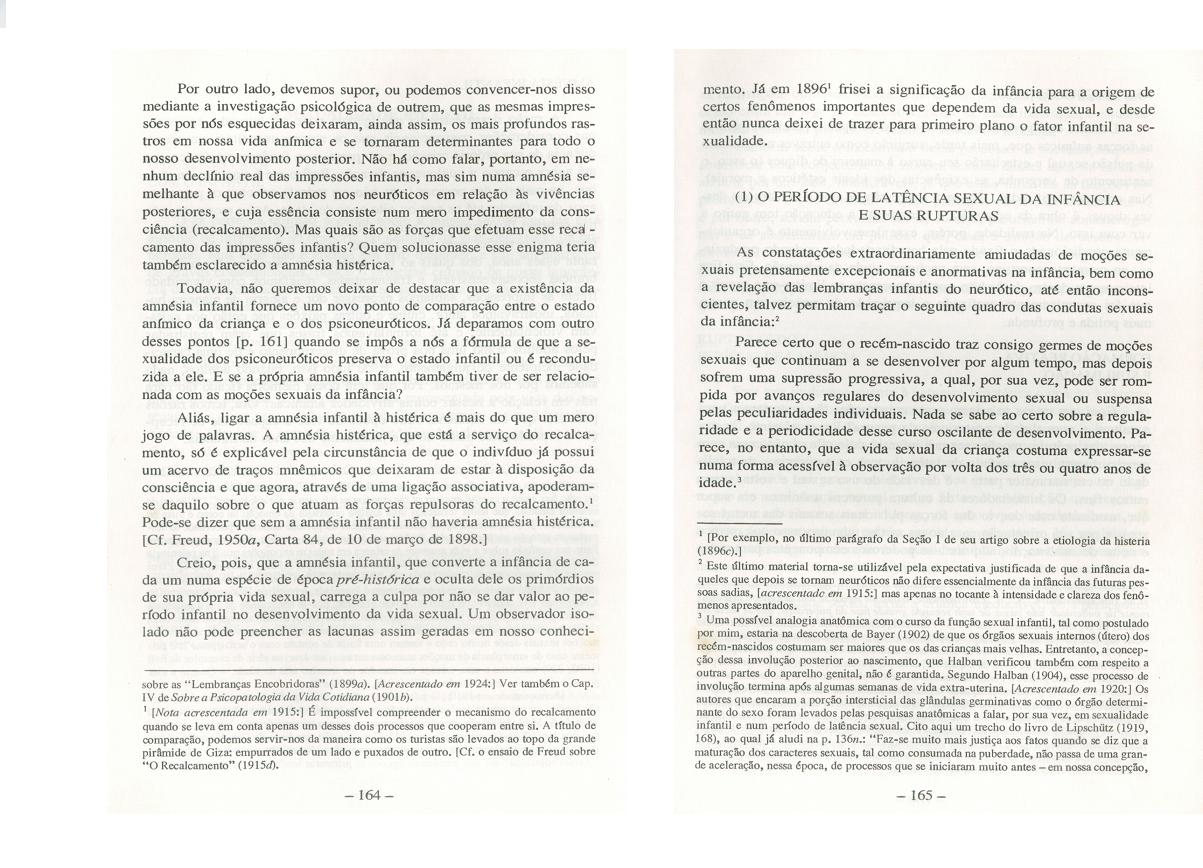 Por outro lado, devemos supor, ou podemos convencer-nos disso
mediante a investigação psicológica de outrem, que as mesmas impres-
sões por nós esquecidas deixaram, ainda assim, os mais profundos ras-
tros em nossa vida anímica e se tornaram determinantes para todo o
nosso desenvolvimento posterior. Não há como falar, portanto, em ne-
nhum declínio real das impressões infantis, mas sim numa amnésia se-
melhante à que observamos nos neuróticos em relação às vivências
posteriores, e cuja essência consiste num mero impedimento da cons-
ciência (recalcamento). Mas quais são as forças que efetuam esse recal-
camento das impressões infantis? Quem solucionasse esse enigma teria
também esclarecido a amnésia histérica.
Todavia, não queremos deixar de destacar que a existência da
amnésia infantil fornece um novo ponto de comparação entre o estado
anímico da criança e o dos psiconeuróticos. Já deparamos com outro
desses pontos [p. 161] quando se impôs a nós a fórmula de que a se-
xualidade dos psiconeuróticos preserva o estado infantil ou é recondu-
zida a ele. E se a própria amnésia infantil também tiver de ser relacio-
nada com as moções sexuais da infância?
Aliás, ligar a amnésia infantil à histérica é mais do que um mero
jogo de palavras. A amnésia histérica, que está a serviço do recalca-
mento, só é explicável pela circunstância de que o indivíduo já possui
um acervo de traços mnêmicos que deixaram de estar à disposição da
consciência e que agora, através de uma ligação associativa, apoderam-
se daquilo sobre o que atuam as forças repulsoras do recalcamento.¹
Pode-se dizer que sem a amnésia infantil não haveria amnésia histérica.
[Cf. Freud, 1950a, Carta 84, de 10 de março de 1898.]
Creio, pois, que a amnésia infantil, que converte a infância de ca-
da um numa espécie de época pré-histórica e oculta dele os primórdios
de sua própria vida sexual, carrega a culpa por não se dar valor ao pe-
ríodo infantil no desenvolvimento da vida sexual. Um observador iso-
lado não pode preencher as lacunas assim geradas em nosso conheci-
sobre as “Lembranças Encobridoras” (1899a). [Acrescentado em 1924:] Ver também o Cap.
IV de Sobre a Psicopatologia da Vida Cotidiana (1901b).
¹ [Nota acrescentada em 1915:] É impossível compreender o mecanismo do recalcamento
quando se leva em conta apenas um desses dois processos que cooperam entre si. A título de
comparação, podemos servir-nos da maneira como os turistas são levados ao topo da grande
pirâmide de Giza: empurrados de um lado e puxados de outro. [Cf. o ensaio de Freud sobre
“O Recalcamento” (1915d).
– 164 –
mento. Já em 1896¹ frisei a significação da infância para a origem de
certos fenômenos importantes que dependem da vida sexual, e desde
então nunca deixei de trazer para primeiro plano o fator infantil na se-
xualidade.
(1) O PERÍODO DE LATÊNCIA SEXUAL DA INFÂNCIA
E SUAS RUPTURAS
As constatações extraordinariamente amiudadas de moções se-
xuais pretensamente excepcionais e anormativas na infância, bem como
a revelação das lembranças infantis do neurótico, até então incons-
cientes, talvez permitam traçar o seguinte quadro das condutas sexuais
da infância:²
Parece certo que o recém-nascido traz consigo germes de moções
sexuais que continuam a se desenvolver por algum tempo, mas depois
sofrem uma supressão progressiva, a qual, por sua vez, pode ser rom-
pida por avanços regulares do desenvolvimento sexual ou suspensa
pelas peculiaridades individuais. Nada se sabe ao certo sobre a regula-
ridade e a periodicidade desse curso oscilante de desenvolvimento. Pa-
rece, no entanto, que a vida sexual da criança costuma expressar-se
numa forma acessível à observação por volta dos três ou quatro anos de
idade.³
¹ [Por exemplo, no último parágrafo da Seção I de seu artigo sobre a etiologia da histeria
(1896c).]
² Este último material torna-se utilizável pela expectativa justificada de que a infância da-
queles que depois se tornam neuróticos não difere essencialmente da infância das futuras pes-
soas sadias, [acrescentado em 1915:] mas apenas no tocante à intensidade e clareza dos fenô-
menos apresentados.
³ Uma possível analogia anatômica com o curso da função sexual infantil, tal como postulado
por mim, estaria na descoberta de Bayer (1902) de que os órgãos sexuais internos (útero) dos
recém-nascidos costumam ser maiores que os das crianças mais velhas. Entretanto, a concep-
ção dessa involução posterior ao nascimento, que Halban verificou também com respeito a
outras partes do aparelho genital, não é garantida. Segundo Halban (1904), esse processo de
involução termina após algumas semanas de vida extra-uterina. [Acrescentado em 1920:] Os
autores que encaram a porção intersticial das glândulas germinativas como o órgão determi-
nante do sexo foram levados pelas pesquisas anatômicas a falar, por sua vez, em sexualidade
infantil e num período de latência sexual. Cito aqui um trecho do livro de Lipschütz (1919,
168), ao qual já aludi na p. 136n.: “Faz-se muito mais justiça aos fatos quando se diz que a
maturação dos caracteres sexuais, tal como consumada na puberdade, não passa de uma gran-
de aceleração, nessa época, de processos que se iniciaram muito antes – em nossa concepção,
– 165 –